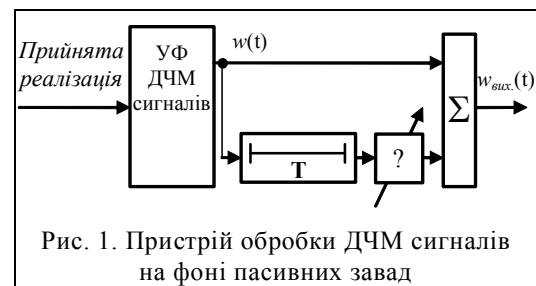 Прийнята
реалізація
УФ
ДЧМ
сигналів
w(t)
Σ
wвих.(t)
T
?
Рис. 1. Пристрій обробки ДЧМ сигналів
на фоні пасивних завад